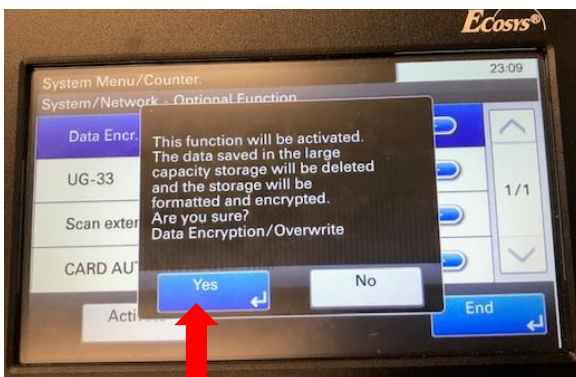 Ecosys®
System Menu/Counter. 23:09
System/Network - Optional Function
Data Encr.
UG-33
Scan exter
CARD AU
Acti
This function will be activated.
The data saved in the large
capacity storage will be deleted
and the storage will be
formatted and encrypted.
Are you sure?
Data Encryption/Overwrite
Yes No
1/1
End